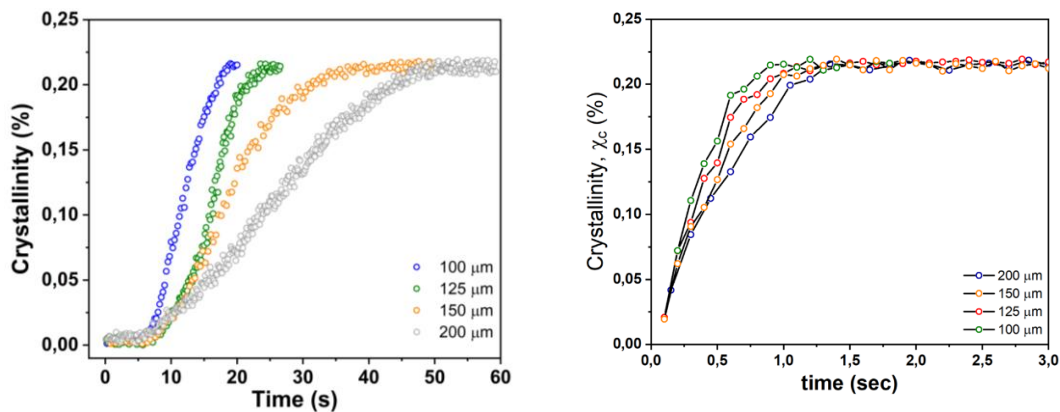 0,25
0,20
0,15
0,10
0,05
0,00
Crystallinity (%)
100 μm
125 μm
150 μm
200 μm
0 10 20 30 40 50 60
Time (s)
0,25
0,20
0,15
0,10
0,05
0,00
Crystallinity, χ.c (%)
200 μm
150 μm
125 μm
100 μm
0,0 0,5 1,0 1,5 2,0 2,5 3,0
time (sec)